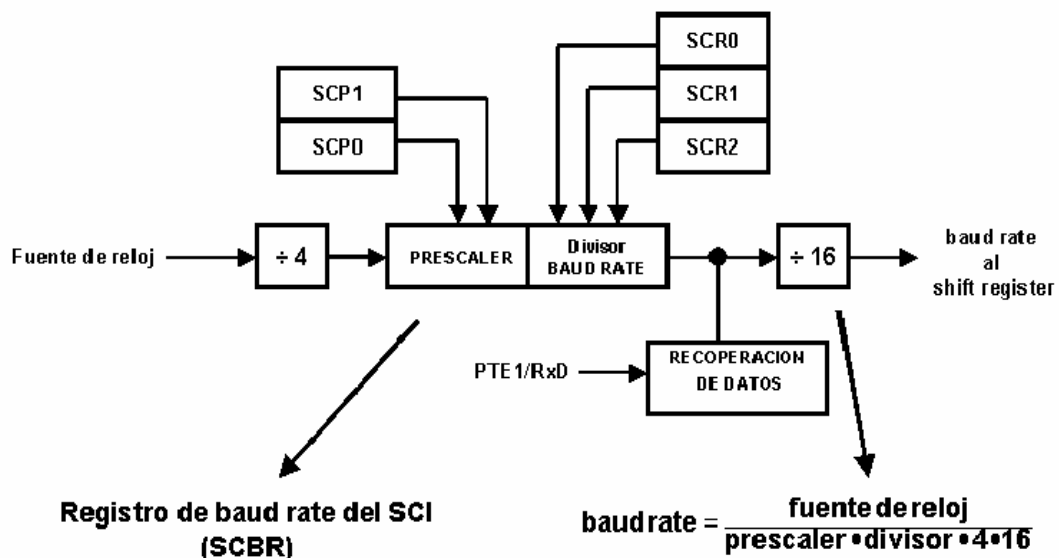 SCR0
SCP1
SCR1
SCP0
SCR2
Fuente de reloj
÷ 4
PRESCALER
Divisor
BAUD RATE
÷ 16
baud rate
al
shift register
PTE1/RxD
RECOPERACION
DE DATOS
Registro de baud rate del SCI
(SCBR)
baud rate = fuente de reloj
prescaler • divisor • 4 • 16